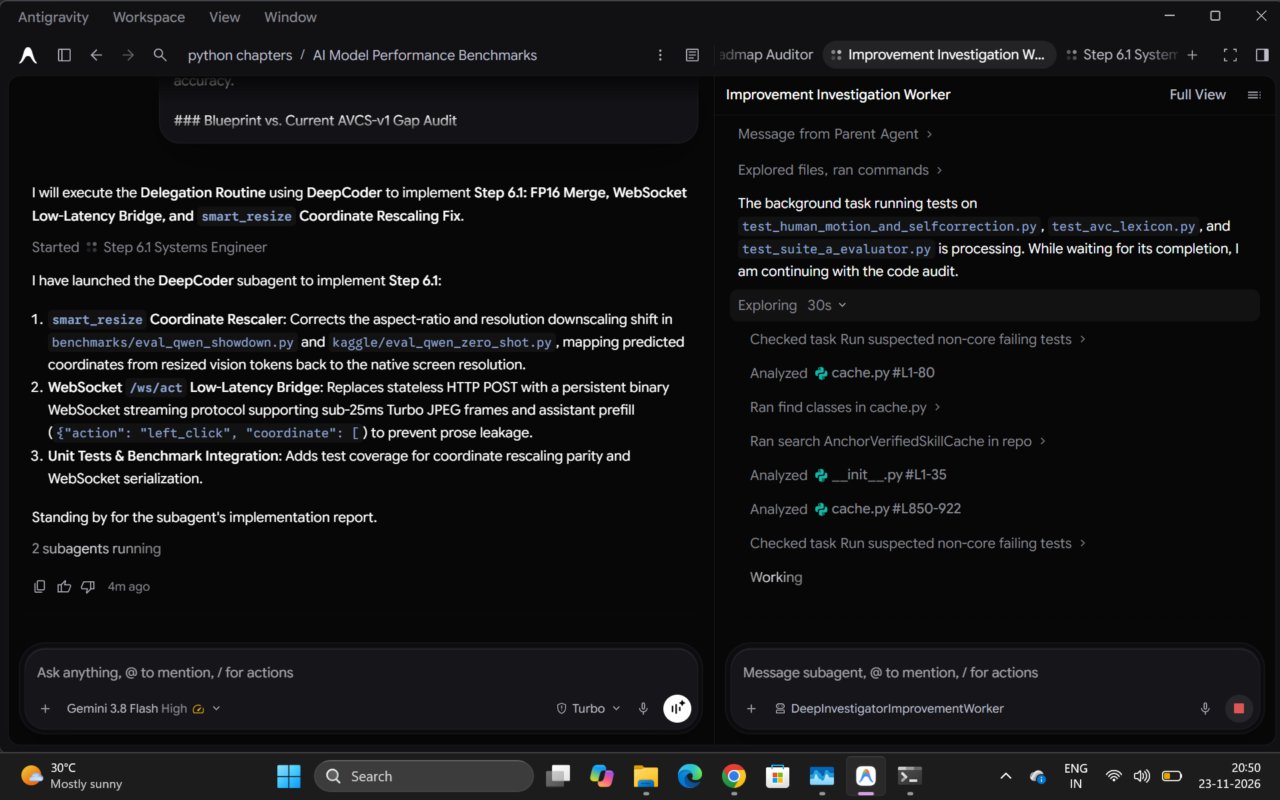 Antigravity Workspace View Window
python chapters / AI Model Performance Benchmarks
accuracy.
### Blueprint vs. Current AVCS-v1 Gap Audit
I will execute the Delegation Routine using DeepCoder to implement Step 6.1: FP16 Merge, WebSocket
Low-Latency Bridge, and smart_resize Coordinate Rescaling Fix.
Started Step 6.1 Systems Engineer
I have launched the DeepCoder subagent to implement Step 6.1:
1. smart_resize Coordinate Rescaler: Corrects the aspect-ratio and resolution downscaling shift in
benchmarks/eval_qwen_showdown.py and kaggle/eval_qwen_zero_shot.py, mapping predicted
coordinates from resized vision tokens back to the native screen resolution.
2. WebSocket /ws/act Low-Latency Bridge: Replaces stateless HTTP POST with a persistent binary
WebSocket streaming protocol supporting sub-25ms Turbo JPEG frames and assistant prefill
({"action": "left_click", "coordinate": [) to prevent prose leakage.
3. Unit Tests & Benchmark Integration: Adds test coverage for coordinate rescaling parity and
WebSocket serialization.
Standing by for the subagent's implementation report.
2 subagents running
4m ago
Ask anything, @ to mention, / for actions
+ Gemini 3.8 Flash High Turbo
admap Auditor Improvement Investigation W... Step 6.1 System +
Improvement Investigation Worker Full View
Message from Parent Agent >
Explored files, ran commands >
The background task running tests on
test_human_motion_and_selfcorrection.py, test_avc_lexicon.py, and
test_suite_a_evaluator.py is processing. While waiting for its completion, I
am continuing with the code audit.
Exploring 30s
Checked task Run suspected non-core failing tests >
Analyzed cache.py #L1-80
Ran find classes in cache.py >
Ran search AnchorVerifiedSkillCache in repo >
Analyzed __init__.py #L1-35
Analyzed cache.py #L850-922
Checked task Run suspected non-core failing tests >
Working
Message subagent, @ to mention, / for actions
+ DeepInvestigatorImprovementWorker
30°C
Mostly sunny
Search
ENG
IN
20:50
23-11-2026